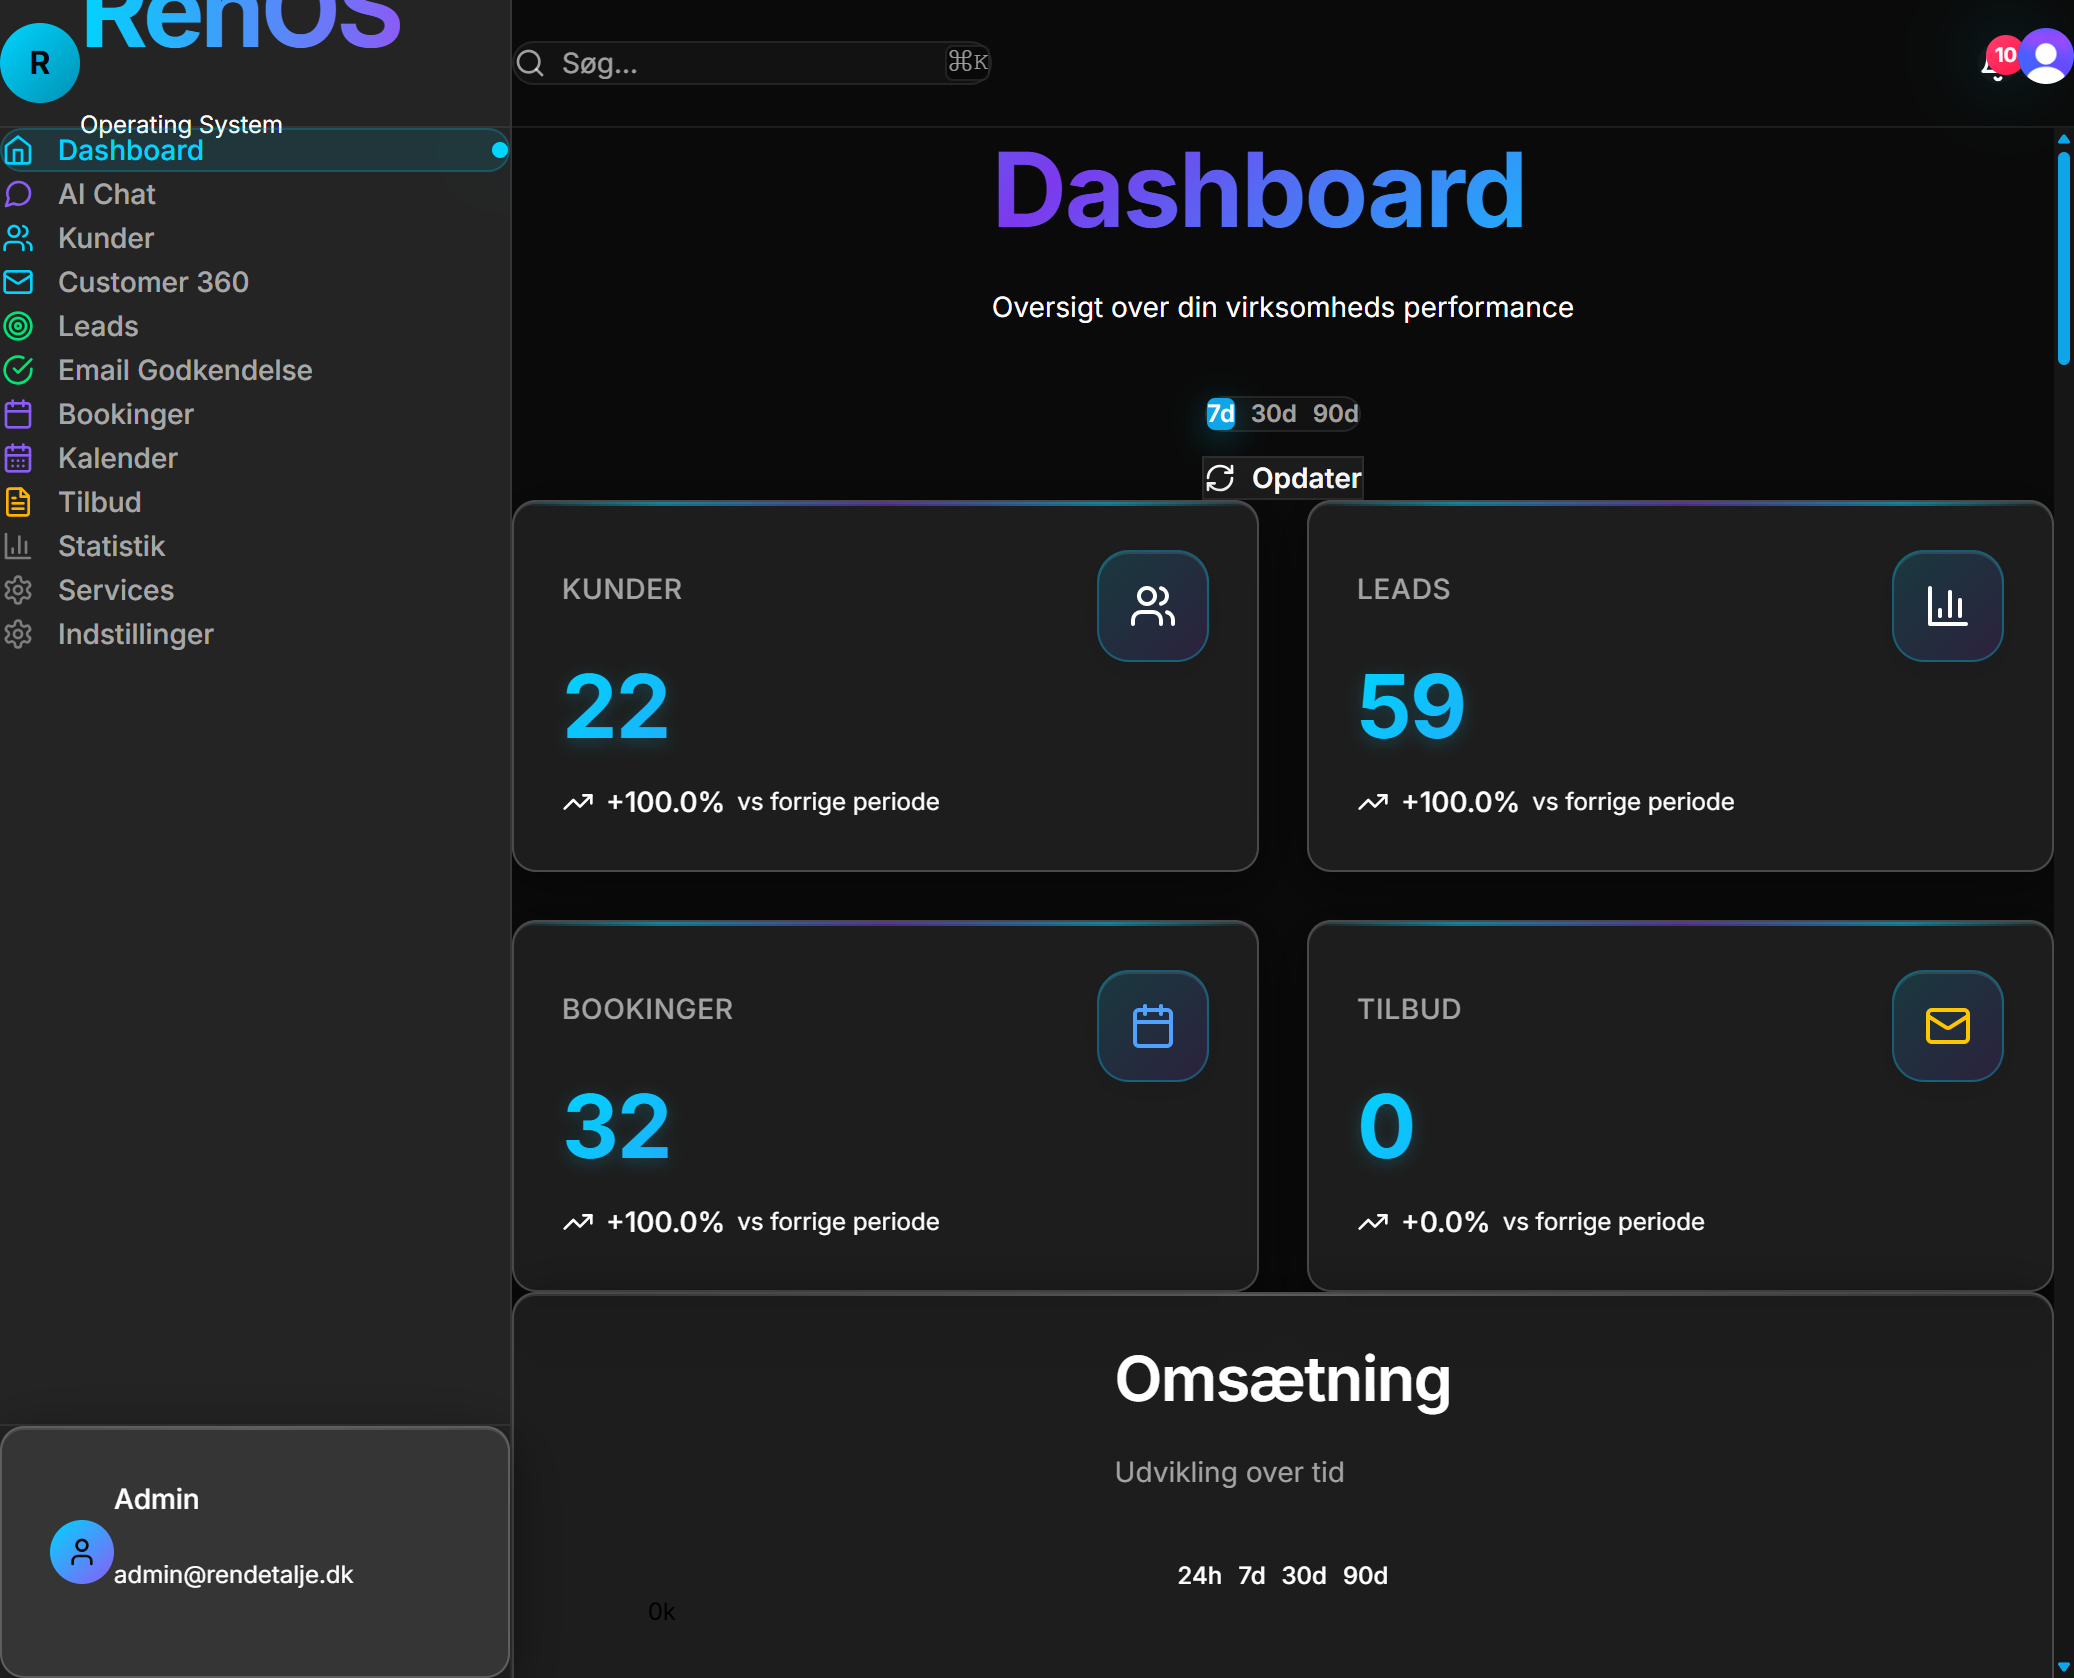 RenOS
R
Operating System
Dashboard
AI Chat
Kunder
Customer 360
Leads
Email Godkendelse
Bookinger
Kalender
Tilbud
Statistik
Services
Indstillinger
Admin
admin@rendetalje.dk
Søg...
⌘K
10
Dashboard
Oversigt over din virksomheds performance
7d 30d 90d
Opdater
KUNDER
22
+100.0% vs forrige periode
LEADS
59
+100.0% vs forrige periode
BOOKINGER
32
+100.0% vs forrige periode
TILBUD
0
+0.0% vs forrige periode
Omsætning
Udvikling over tid
24h 7d 30d 90d
0k